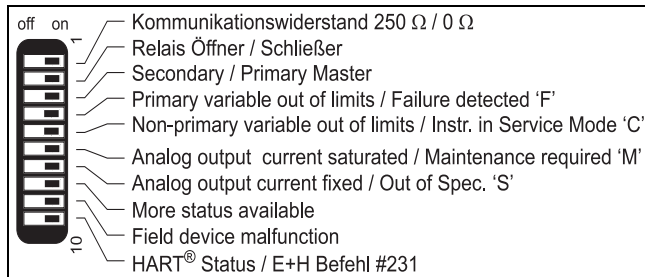 off on
1
Kommunikationswiderstand 250 Ω / 0 Ω
Relais Öffner / Schließer
Secondary / Primary Master
Primary variable out of limits / Failure detected ‘F’
Non-primary variable out of limits / Instr. in Service Mode ‘C’
Analog output current saturated / Maintenance required ‘M’
Analog output current fixed / Out of Spec. ‘S’
More status available
Field device malfunction
10
HART® Status / E+H Befehl #231